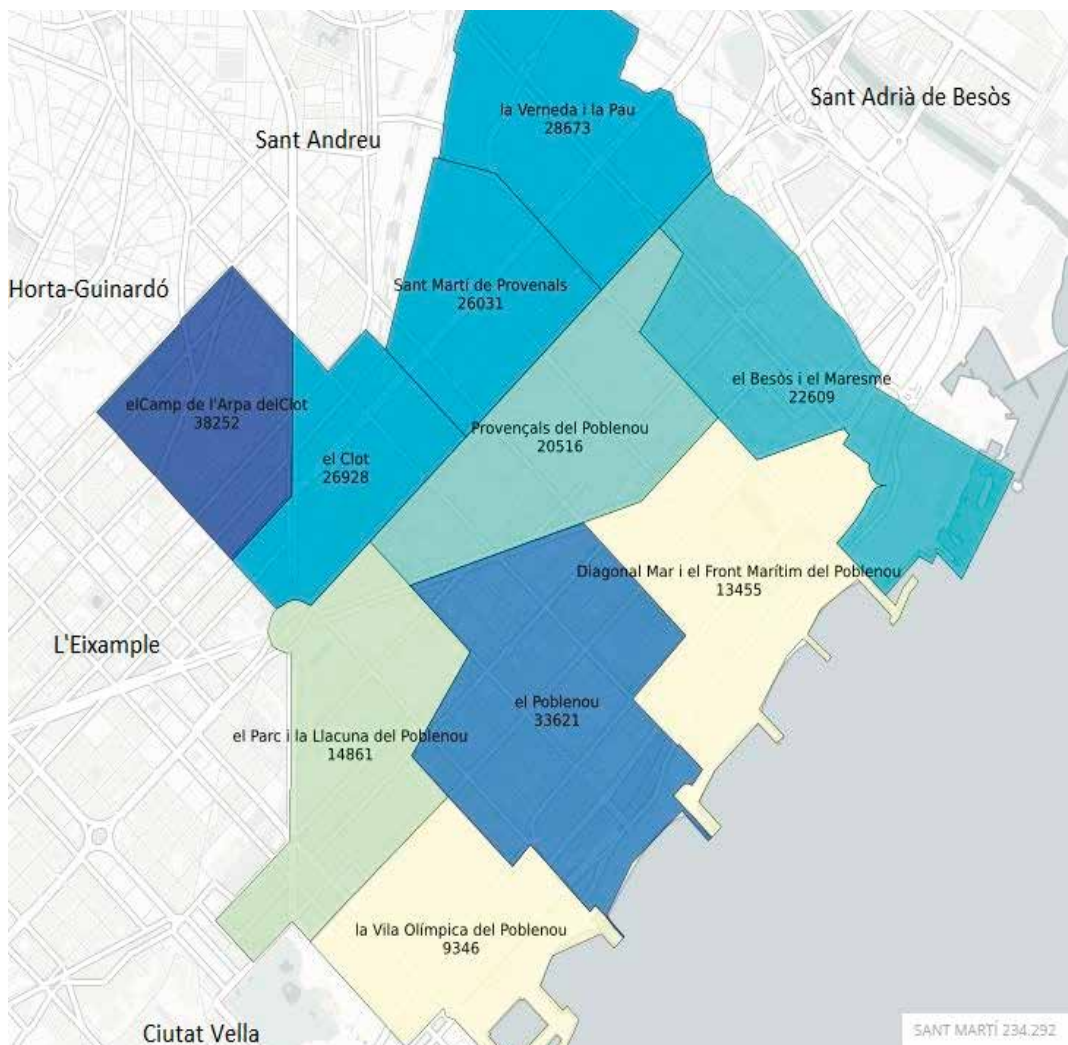 la Verneda i la Pau
28673
Sant Adrià de Besòs
Sant Andreu
Horta-Guinardó
Sant Martí de Provenals
26031
el Besòs i el Maresme
22609
elCamp de l'Arpa delClot
38252
Provençals del Poblenou
20516
el Clot
26928
Diagonal Mar i el Front Marítim del Poblenou
13455
L'Eixample
el Poblenou
33621
el Parc i la Llacuna del Poblenou
14861
la Vila Olímpica del Poblenou
9346
Ciutat Vella
SANT MARTÍ 234.292